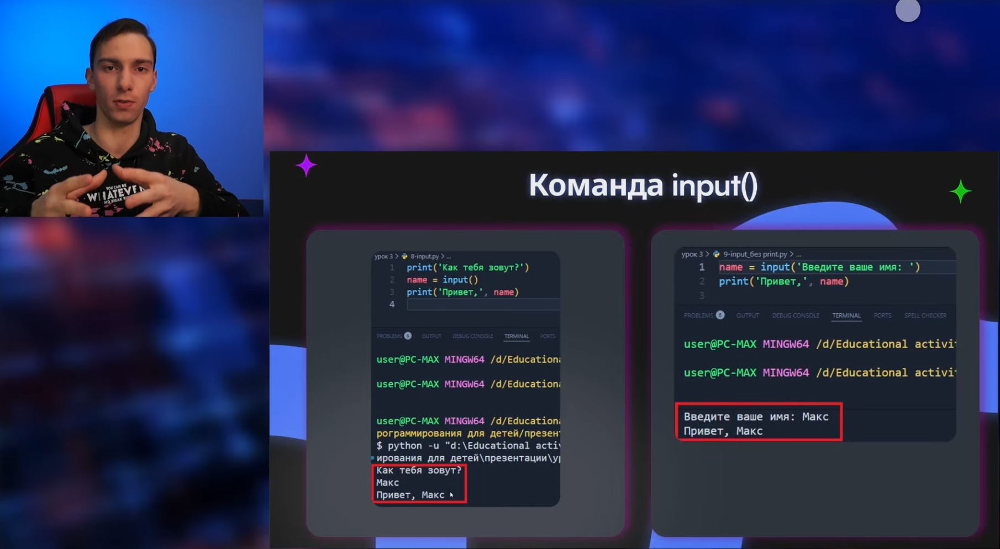 YOU CAN BE
WHATEVER
Команда input()
урок 3 > 8-input.py > ...
1 print('Как тебя зовут?')
2 name = input()
3 print('Привет,', name)
4
PROBLEMS 6 OUTPUT DEBUG CONSOLE TERMINAL PORTS
user@PC-MAX MINGW64 /d/Educationa
user@PC-MAX MINGW64 /d/Educationa
user@PC-MAX MINGW64 /d/Educationa
рограммирования для детей/презент
$ python -u "d:\Educational activ
ирования для детей\презентации\ур
Как тебя зовут?
Макс
Привет, Макс
урок 3 > 9-input_без print.py > ...
1 name = input('Введите ваше имя: ')
2 print('Привет,', name)
3
PROBLEMS 6 OUTPUT DEBUG CONSOLE TERMINAL PORTS SPELL CHECKER
user@PC-MAX MINGW64 /d/Educational activit
user@PC-MAX MINGW64 /d/Educational activit
Введите ваше имя: Макс
Привет, Макс